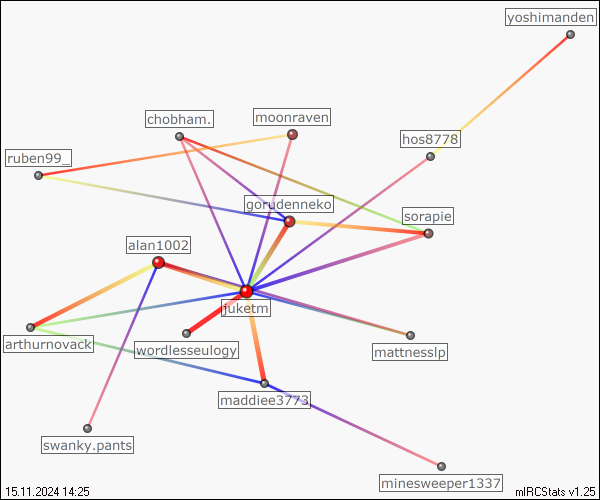 yoshimanden
chobham.
moonraven
hos8778
ruben99_
gorudenneko
sorapie
alan1002
juketm
arthurnovack
wordlesseulogy
mattnesslp
maddiee3773
swanky.pants
minesweeper1337
15.11.2024 14:25
mIRCStats v1.25